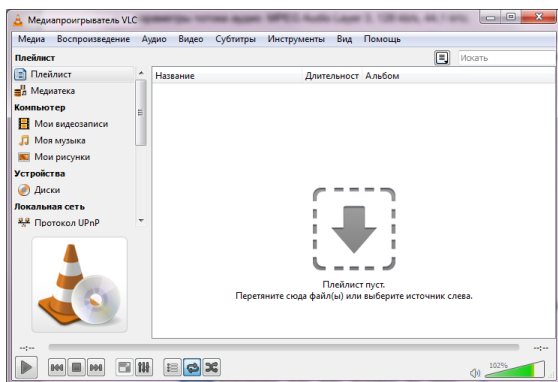 Медиапроигрыватель VLC
Медиа Воспроизведение Аудио Видео Субтитры Инструменты Вид Помощь
Плейлист
Искать
Плейлист
Медиатека
Компьютер
Мои видеозаписи
Моя музыка
Мои рисунки
Устройства
Диски
Локальная сеть
Протокол UPnP
Название Длительност Альбом
Плейлист пуст.
Перетяните сюда файл(ы) или выберите источник слева.
--:-- --:--
102%